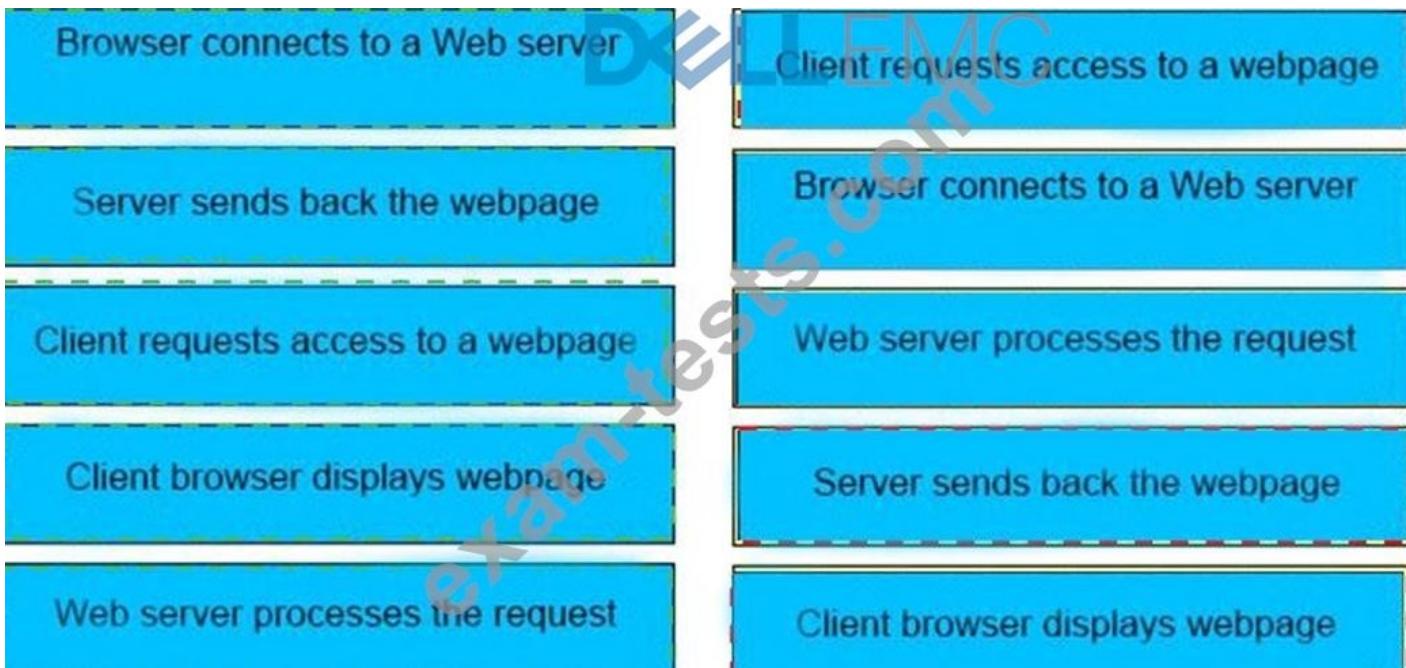 DELL EMC
Browser connects to a Web server
Server sends back the webpage
Client requests access to a webpage
Client browser displays webpage
Web server processes the request
Client requests access to a webpage
Browser connects to a Web server
Web server processes the request
Server sends back the webpage
Client browser displays webpage
exam-tests.com